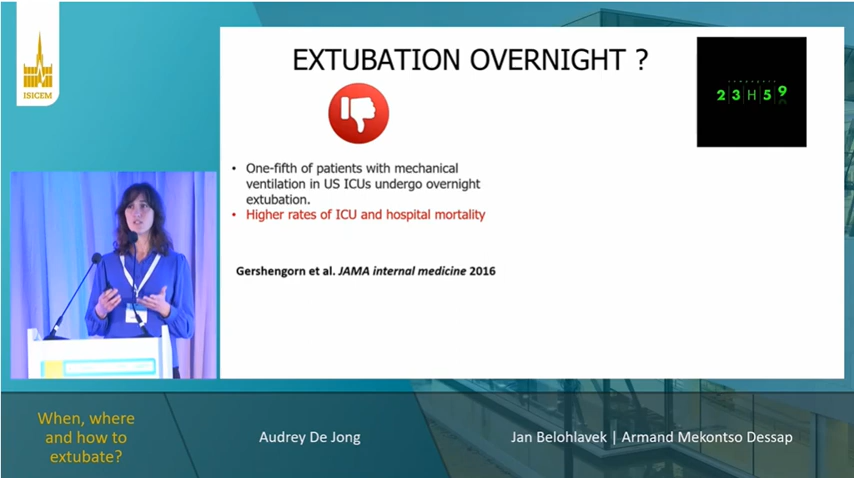 ISICEM
EXTUBATION OVERNIGHT ?
23H59
• One-fifth of patients with mechanical
ventilation in US ICUs undergo overnight
extubation.
• Higher rates of ICU and hospital mortality
Gershengorn et al. JAMA internal medicine 2016
When, where
and how to
extubate?
Audrey De Jong
Jan Belohlavek | Armand Mekontso Dessap